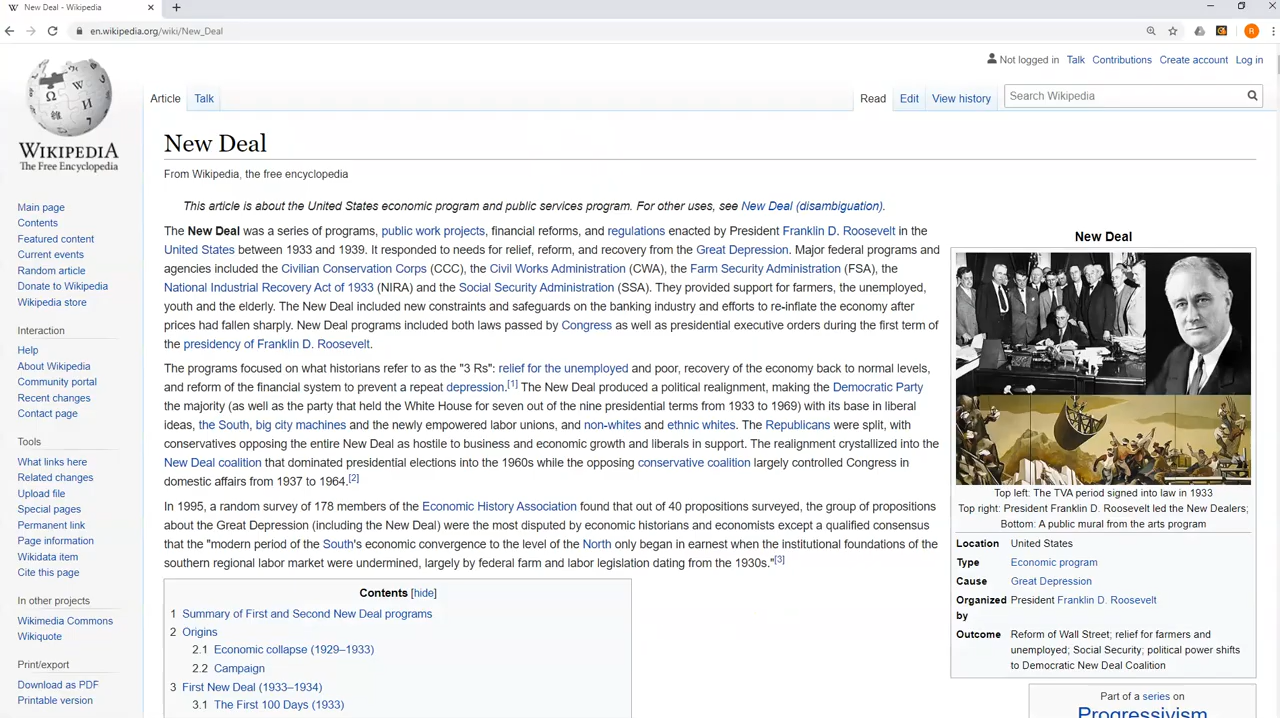 New Deal - Wikipedia
en.wikipedia.org/wiki/New_Deal
R
Not logged in Talk Contributions Create account Log in
Article Talk Read Edit View history Search Wikipedia
WIKIPEDIA
The Free Encyclopedia
Main page
Contents
Featured content
Current events
Random article
Donate to Wikipedia
Wikipedia store
Interaction
Help
About Wikipedia
Community portal
Recent changes
Contact page
Tools
What links here
Related changes
Upload file
Special pages
Permanent link
Page information
Wikidata item
Cite this page
In other projects
Wikimedia Commons
Wikiquote
Print/export
Download as PDF
Printable version
New Deal
From Wikipedia, the free encyclopedia
This article is about the United States economic program and public services program. For other uses, see New Deal (disambiguation).
The New Deal was a series of programs, public work projects, financial reforms, and regulations enacted by President Franklin D. Roosevelt in the
United States between 1933 and 1939. It responded to needs for relief, reform, and recovery from the Great Depression. Major federal programs and
agencies included the Civilian Conservation Corps (CCC), the Civil Works Administration (CWA), the Farm Security Administration (FSA), the
National Industrial Recovery Act of 1933 (NIRA) and the Social Security Administration (SSA). They provided support for farmers, the unemployed,
youth and the elderly. The New Deal included new constraints and safeguards on the banking industry and efforts to re-inflate the economy after
prices had fallen sharply. New Deal programs included both laws passed by Congress as well as presidential executive orders during the first term of
the presidency of Franklin D. Roosevelt.
The programs focused on what historians refer to as the "3 Rs": relief for the unemployed and poor, recovery of the economy back to normal levels,
and reform of the financial system to prevent a repeat depression.[1] The New Deal produced a political realignment, making the Democratic Party
the majority (as well as the party that held the White House for seven out of the nine presidential terms from 1933 to 1969) with its base in liberal
ideas, the South, big city machines and the newly empowered labor unions, and non-whites and ethnic whites. The Republicans were split, with
conservatives opposing the entire New Deal as hostile to business and economic growth and liberals in support. The realignment crystallized into the
New Deal coalition that dominated presidential elections into the 1960s while the opposing conservative coalition largely controlled Congress in
domestic affairs from 1937 to 1964.[2]
In 1995, a random survey of 178 members of the Economic History Association found that out of 40 propositions surveyed, the group of propositions
about the Great Depression (including the New Deal) were the most disputed by economic historians and economists except a qualified consensus
that the "modern period of the South's economic convergence to the level of the North only began in earnest when the institutional foundations of the
southern regional labor market were undermined, largely by federal farm and labor legislation dating from the 1930s."[3]
Contents [hide]
1 Summary of First and Second New Deal programs
2 Origins
2.1 Economic collapse (1929–1933)
2.2 Campaign
3 First New Deal (1933–1934)
3.1 The First 100 Days (1933)
New Deal
Top left: The TVA period signed into law in 1933
Top right: President Franklin D. Roosevelt led the New Dealers;
Bottom: A public mural from the arts program
Location United States
Type Economic program
Cause Great Depression
Organized by President Franklin D. Roosevelt
Outcome Reform of Wall Street; relief for farmers and
unemployed; Social Security; political power shifts
to Democratic New Deal Coalition
Part of a series on
Progressivism